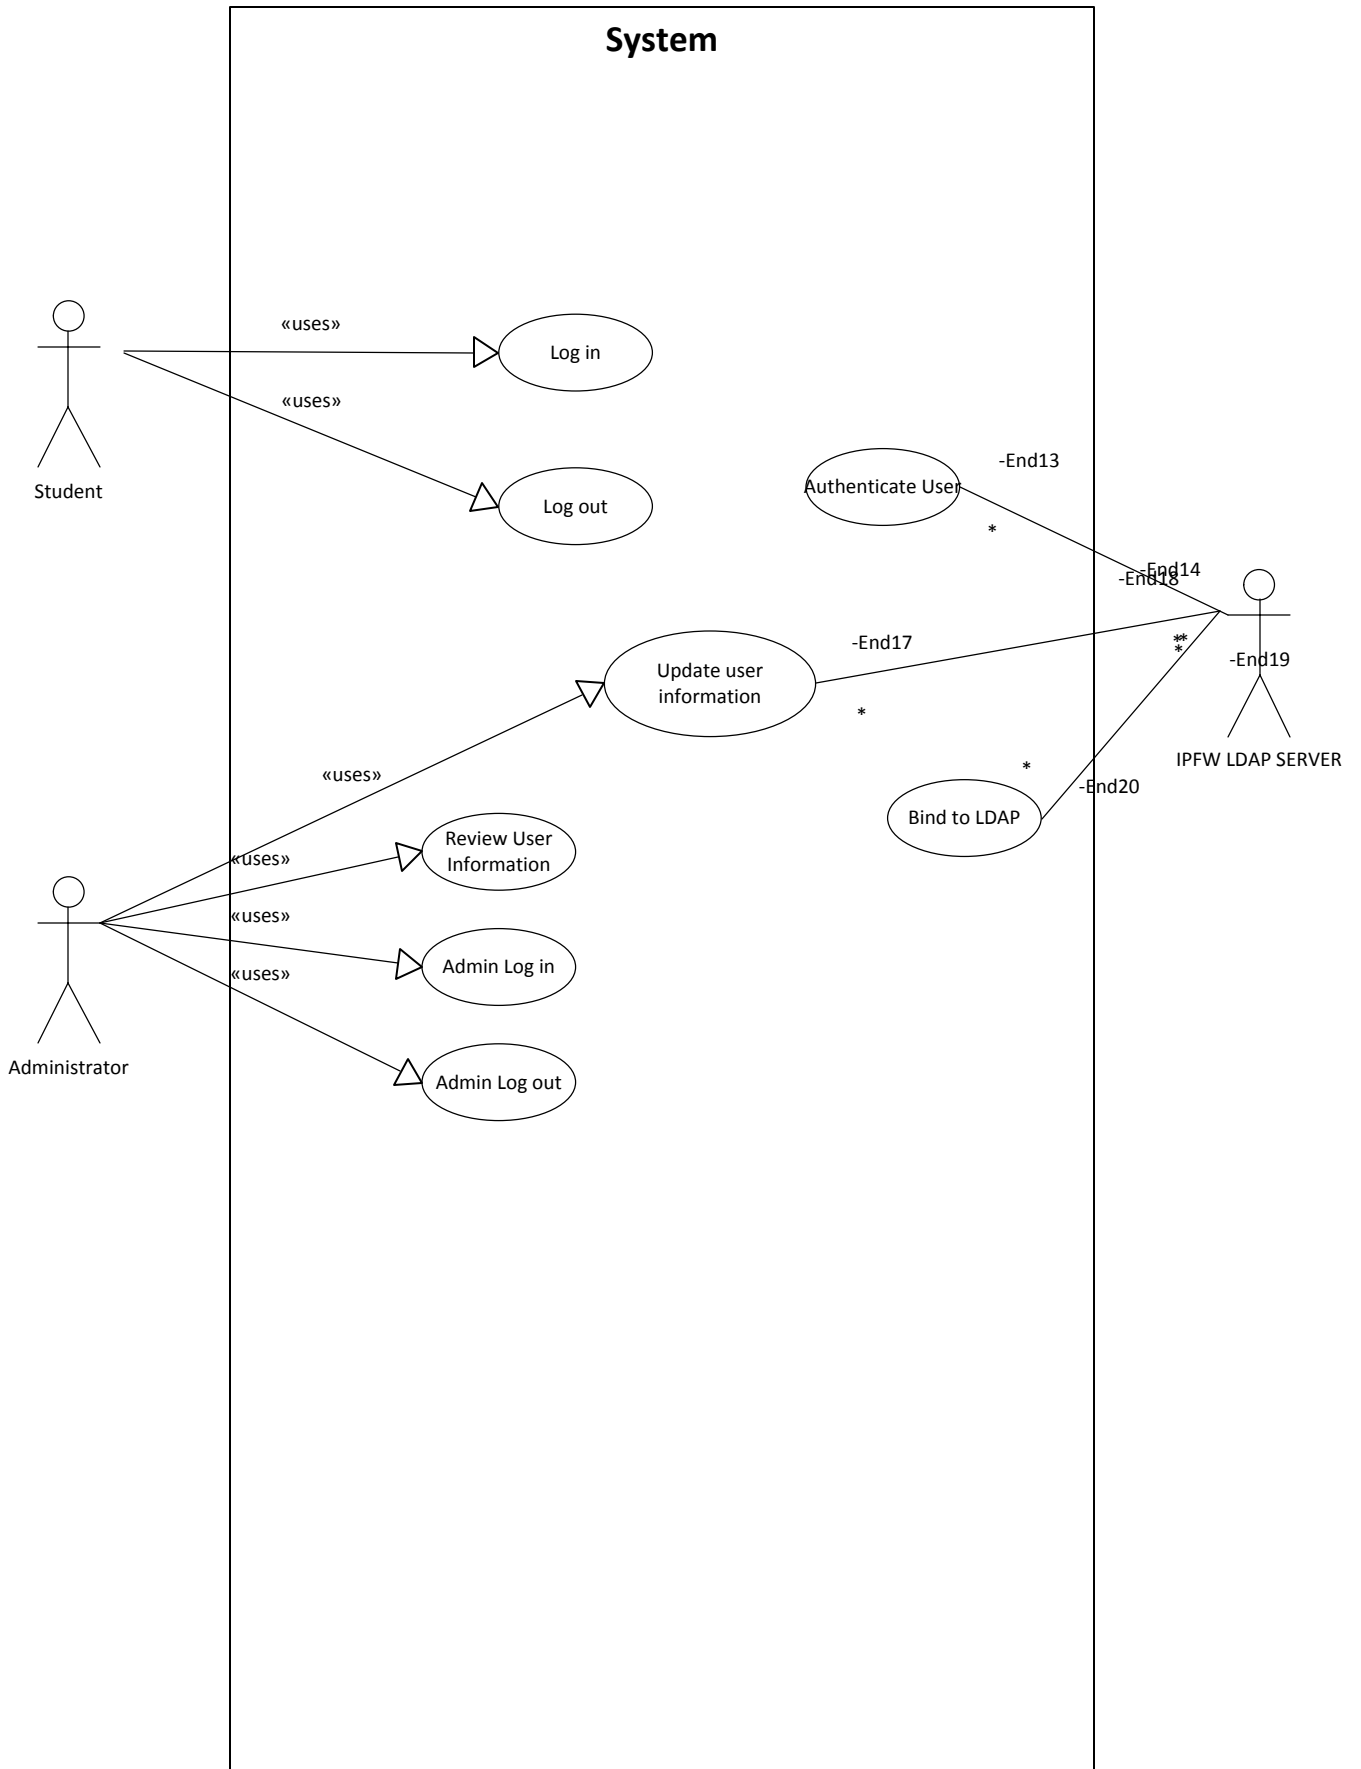 System
«uses»
Log in
«uses»
Log out
Student
Authenticate User
-End13
*
-End14
-End18
-End17
*
**
*
-End19
IPFW LDAP SERVER
Update user
information
«uses»
*
-End20
Bind to LDAP
Review User
Information
«uses»
«uses»
Admin Log in
«uses»
Admin Log out
Administrator